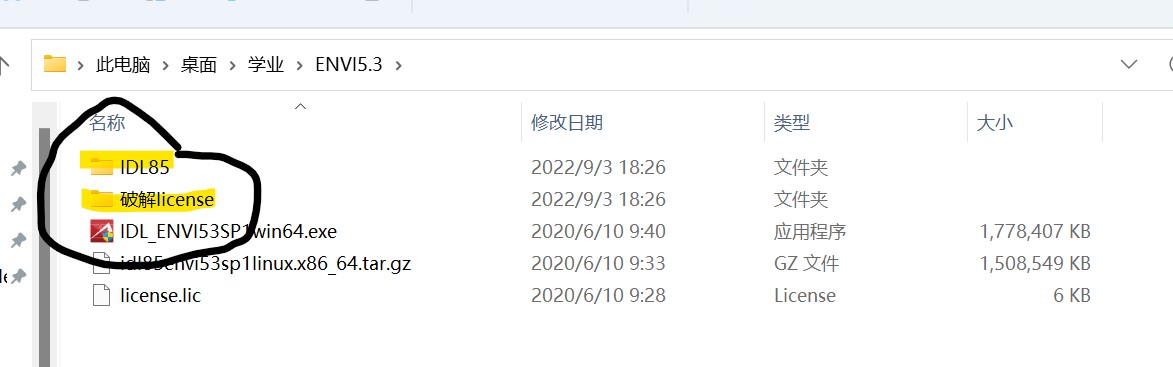 此电脑 > 桌面 > 学业 > ENVI5.3 >
名称 修改日期 类型 大小
IDL85 2022/9/3 18:26 文件夹
破解license 2022/9/3 18:26 文件夹
IDL_ENVI53SP1win64.exe 2020/6/10 9:40 应用程序 1,778,407 KB
idl85envi53sp1linux.x86_64.tar.gz 2020/6/10 9:33 GZ 文件 1,508,549 KB
license.lic 2020/6/10 9:28 License 6 KB